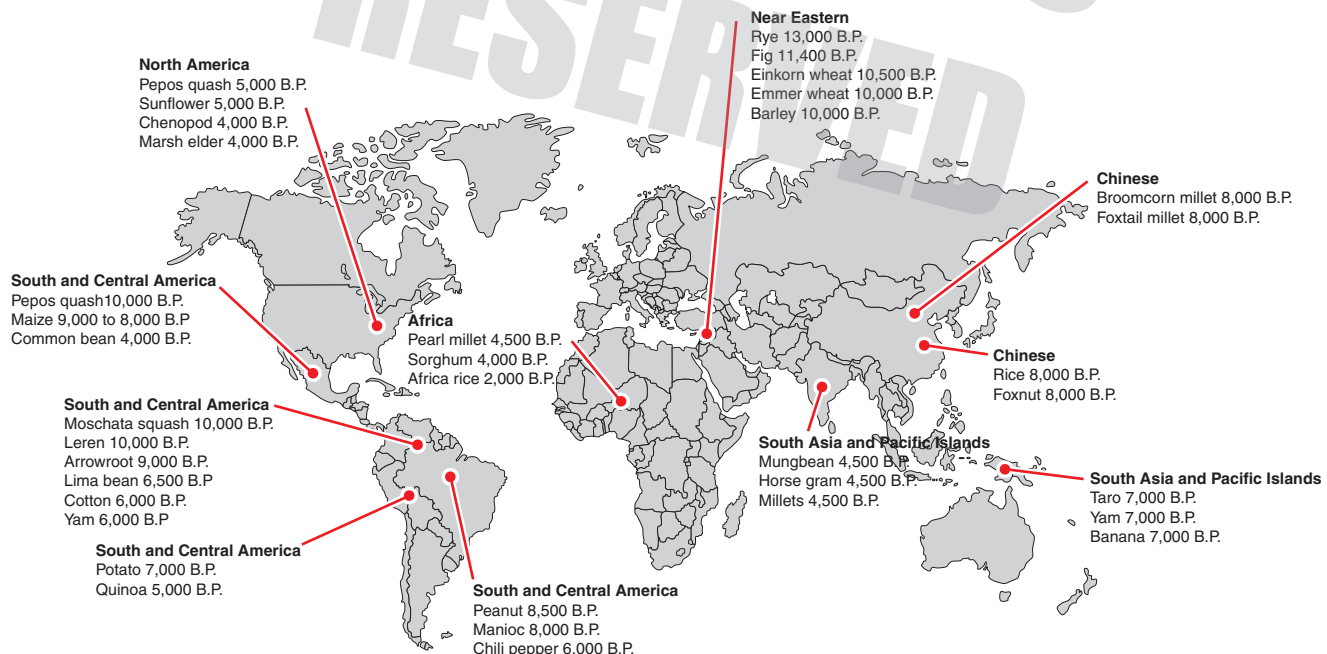 RESERVED
Near Eastern
Rye 13,000 B.P.
Fig 11,400 B.P.
Einkorn wheat 10,500 B.P.
Emmer wheat 10,000 B.P.
Barley 10,000 B.P.
North America
Pepos quash 5,000 B.P.
Sunflower 5,000 B.P.
Chenopod 4,000 B.P.
Marsh elder 4,000 B.P.
Chinese
Broomcorn millet 8,000 B.P.
Foxtail millet 8,000 B.P.
South and Central America
Pepos quash10,000 B.P.
Maize 9,000 to 8,000 B.P
Common bean 4,000 B.P.
Africa
Pearl millet 4,500 B.P.
Sorghum 4,000 B.P.
Africa rice 2,000 B.P.
Chinese
Rice 8,000 B.P.
Foxnut 8,000 B.P.
South and Central America
Moschata squash 10,000 B.P.
Leren 10,000 B.P.
Arrowroot 9,000 B.P.
Lima bean 6,500 B.P
Cotton 6,000 B.P.
Yam 6,000 B.P
South Asia and Pacific Islands
Mungbean 4,500 B.P.
Horse gram 4,500 B.P.
Millets 4,500 B.P.
South Asia and Pacific Islands
Taro 7,000 B.P.
Yam 7,000 B.P.
Banana 7,000 B.P.
South and Central America
Potato 7,000 B.P.
Quinoa 5,000 B.P.
South and Central America
Peanut 8,500 B.P.
Manioc 8,000 B.P.
Chili pepper 6,000 B.P.